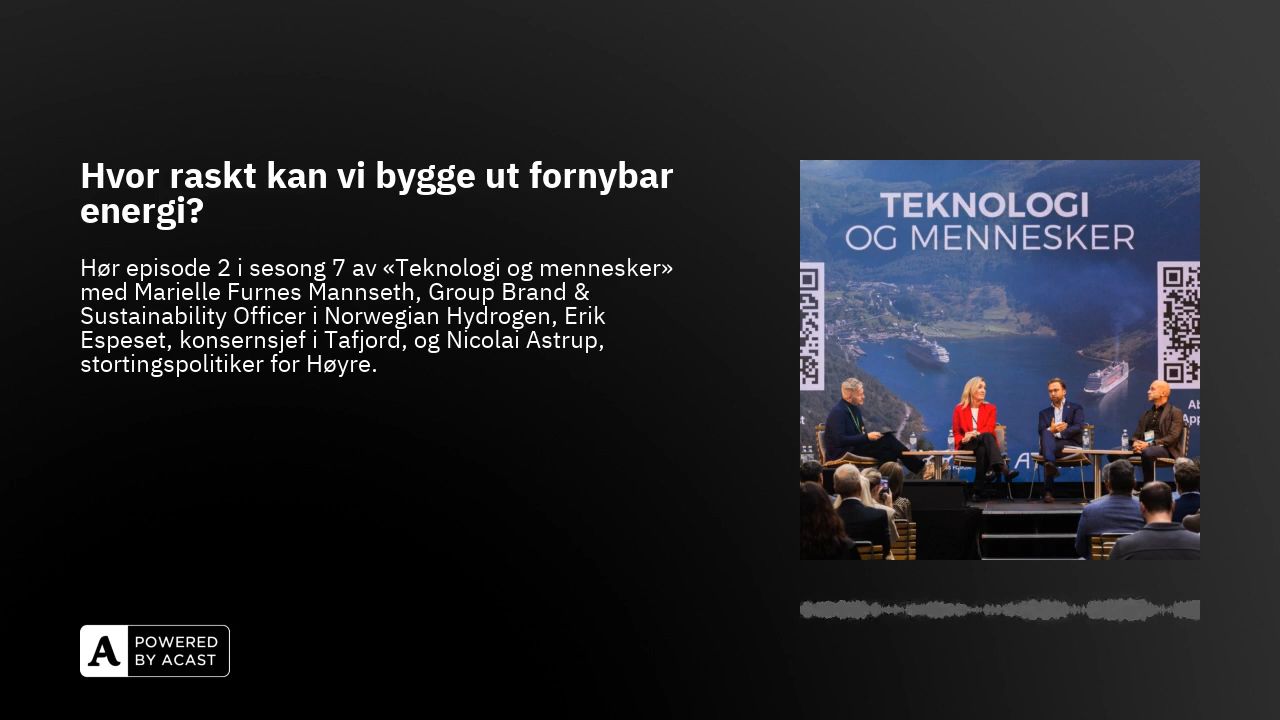 Hvor raskt kan vi bygge ut fornybar
energi?
Hør episode 2 i sesong 7 av «Teknologi og mennesker»
med Marielle Furnes Mannseth, Group Brand &
Sustainability Officer i Norwegian Hydrogen, Erik
Espeset, konsernsjef i Tafjord, og Nicolai Astrup,
stortingspolitiker for Høyre.
TEKNOLOGI
OG MENNESKER
A POWERED
BY ACAST